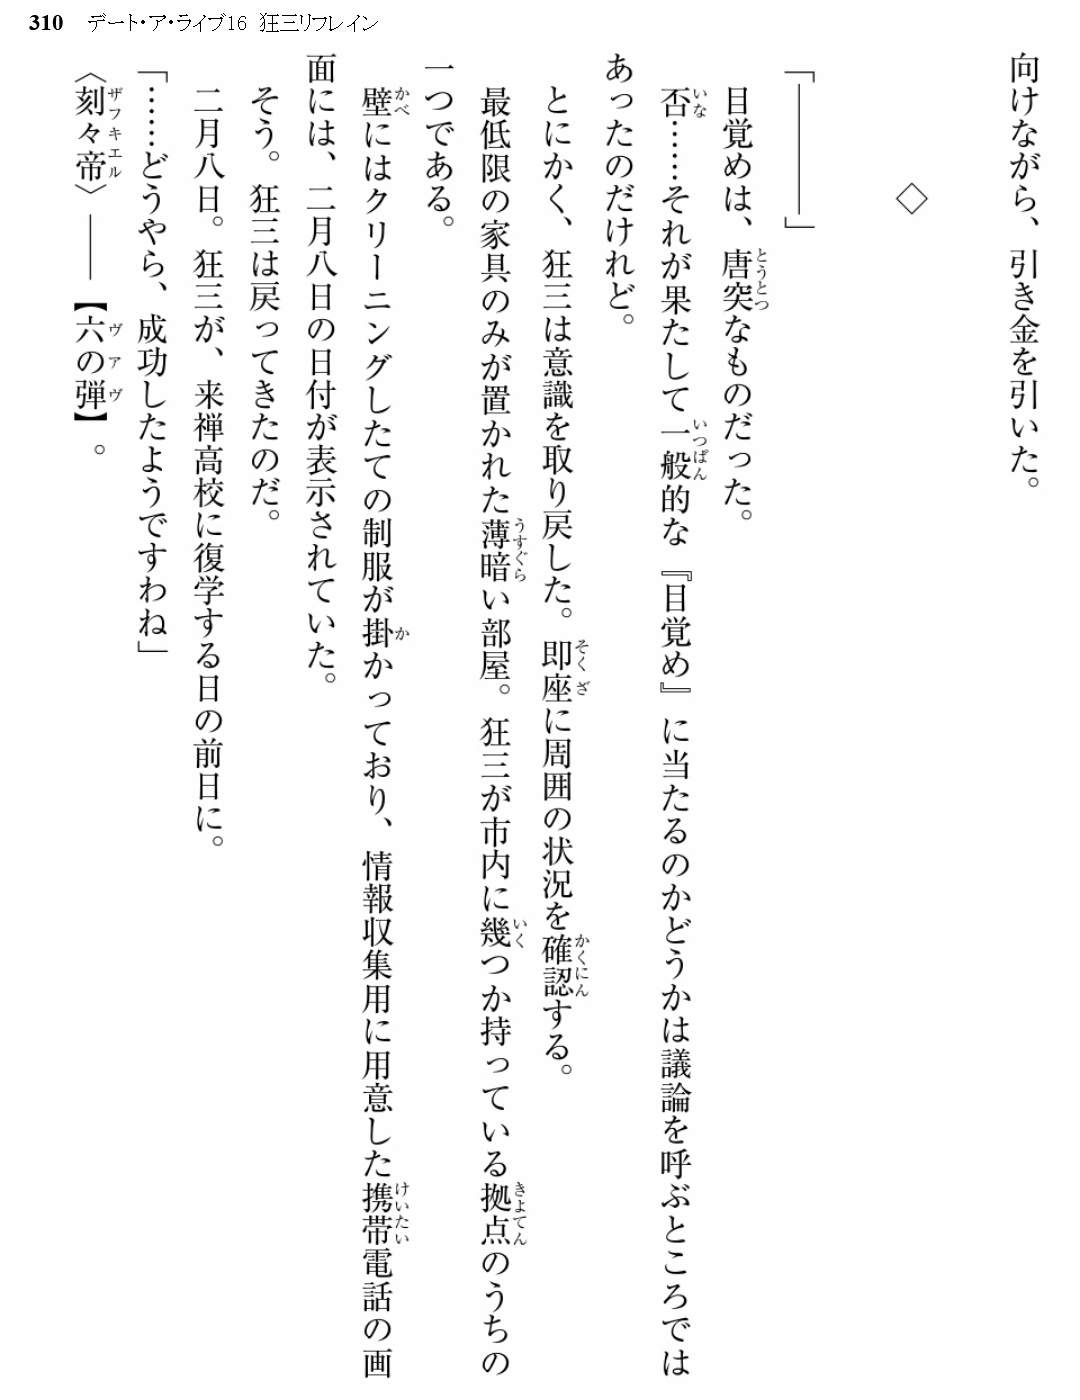 310 デート・ア・ライブ16 狂三リフレイン
向けながら、引き金を引いた。
◇
「――――」
目覚めは、唐突なものだった。
否……それが果たして一般的な『目覚め』に当たるのかどうかは議論を呼ぶところでは
あったのだけれど。
とにかく、狂三は意識を取り戻した。即座に周囲の状況を確認する。
最低限の家具のみが置かれた薄暗い部屋。狂三が市内に幾つか持っている拠点のうちの
一つである。
壁にはクリーニングしたての制服が掛かっており、情報収集用に用意した携帯電話の画
面には、二月八日の日付が表示されていた。
そう。狂三は戻ってきたのだ。
二月八日。狂三が、来禅高校に復学する日の前日に。
「……どうやら、成功したようですわね」
〈刻々帝〉――【六の弾】。